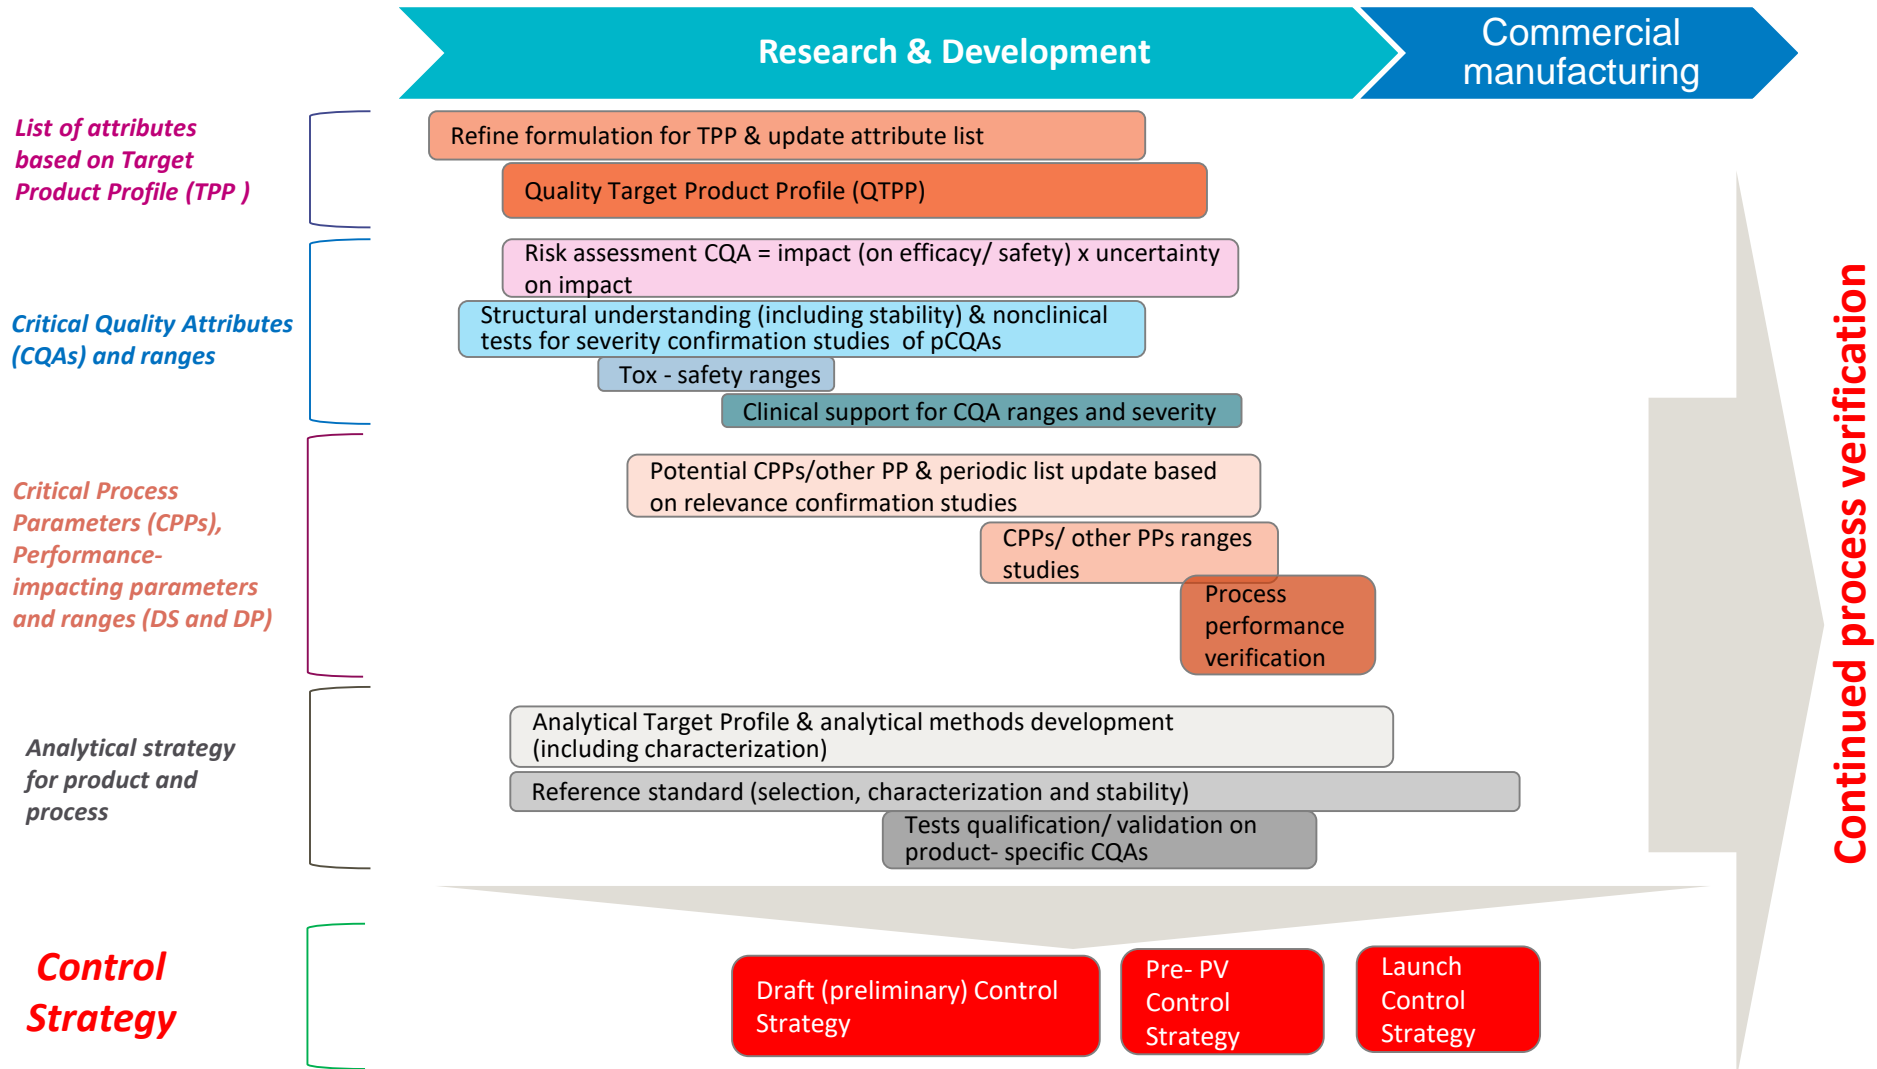 Research & Development
Commercial
manufacturing
List of attributes
based on Target
Product Profile (TPP )
Refine formulation for TPP & update attribute list
Quality Target Product Profile (QTPP)
Critical Quality Attributes
(CQAs) and ranges
Risk assessment CQA = impact (on efficacy/ safety) x uncertainty
on impact
Structural understanding (including stability) & nonclinical
tests for severity confirmation studies of pCQAs
Tox - safety ranges
Clinical support for CQA ranges and severity
Critical Process
Parameters (CPPs),
Performance-
impacting parameters
and ranges (DS and DP)
Potential CPPs/other PP & periodic list update based
on relevance confirmation studies
CPPs/ other PPs ranges
studies
Process
performance
verification
Analytical strategy
for product and
process
Analytical Target Profile & analytical methods development
(including characterization)
Reference standard (selection, characterization and stability)
Tests qualification/ validation on
product- specific CQAs
Control
Strategy
Draft (preliminary) Control
Strategy
Pre- PV
Control
Strategy
Launch
Control
Strategy
Continued process verification